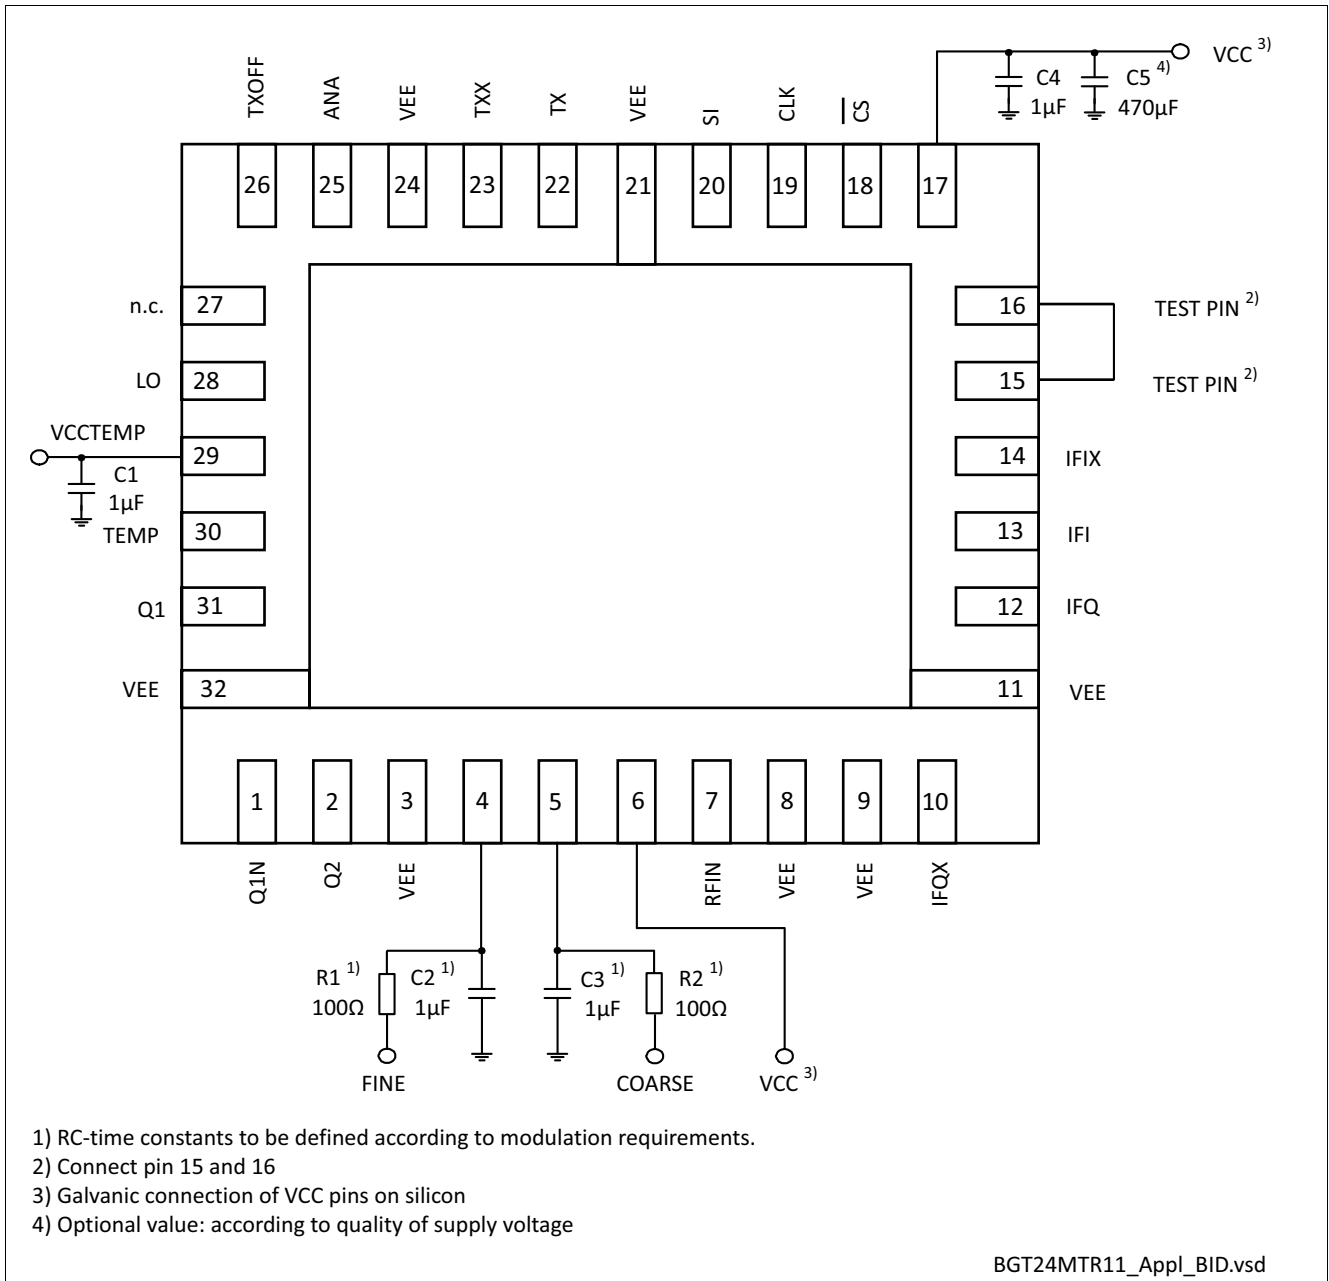 VCC 3)
C4
1µF
C5 4)
470µF
TXOFF
ANA
VEE
TXX
TX
VEE
SI
CLK
CS
26
25
24
23
22
21
20
19
18
17
n.c.
27
16
TEST PIN 2)
LO
28
15
TEST PIN 2)
VCCTEMP
29
14
IFIX
C1
1µF
TEMP
30
13
IFI
Q1
31
12
IFQ
VEE
32
11
VEE
1
2
3
4
5
6
7
8
9
10
Q1N
Q2
VEE
RFIN
VEE
VEE
IFQX
R1 1)
100Ω
C2 1)
1µF
C3 1)
1µF
R2 1)
100Ω
FINE
COARSE
VCC 3)
1) RC-time constants to be defined according to modulation requirements.
2) Connect pin 15 and 16
3) Galvanic connection of VCC pins on silicon
4) Optional value: according to quality of supply voltage
BGT24MTR11_Appl_BID.vsd